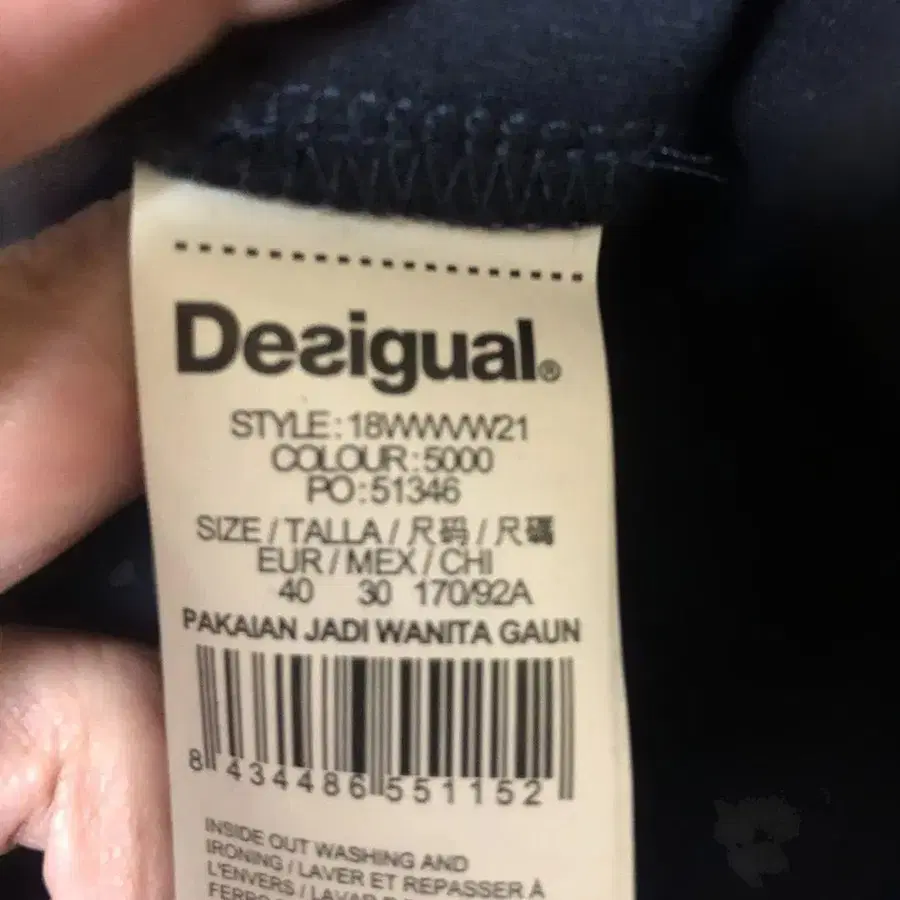 Desigual®
STYLE:18WWVW21
COLOUR:5000
PO:51346
SIZE/TALLA/尺码/尺碼
EUR/MEX/CHI
40 30 170/92A
PAKAIAN JADI WANITA GAUN
8 434486 551152
INSIDE OUT WASHING AND
IRONING / LAVER ET REPASSER À
L'ENVERS / LAVAR